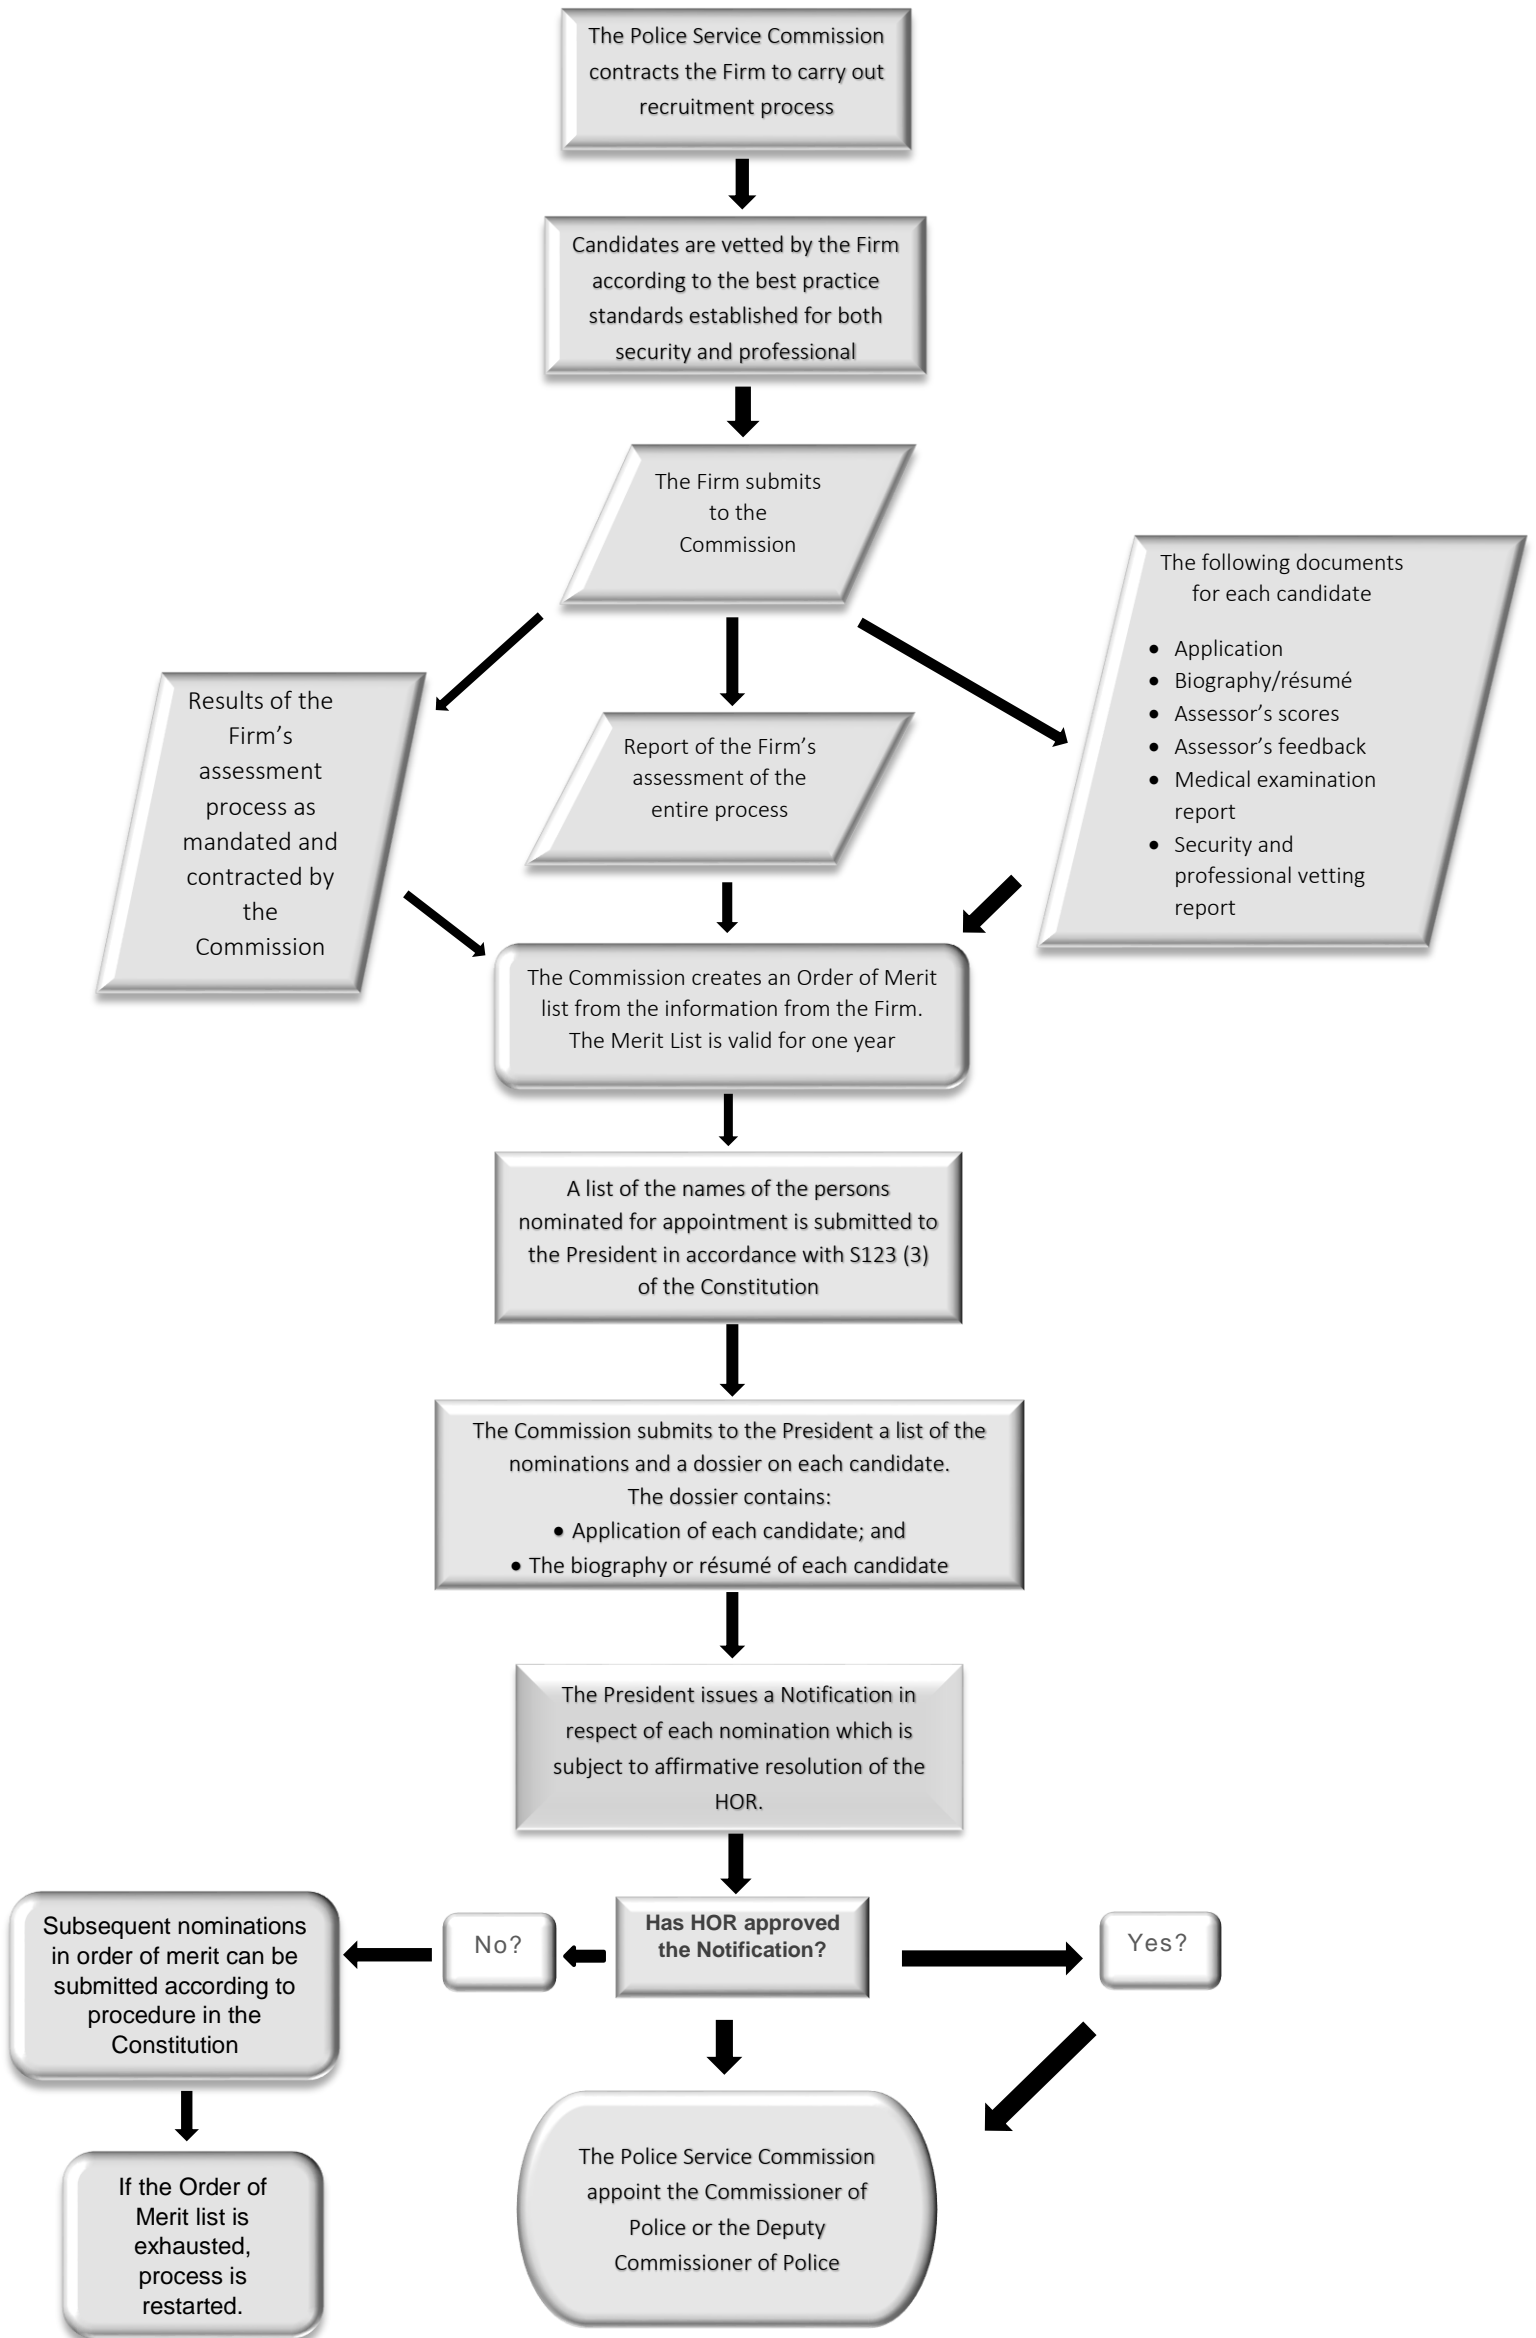 The Police Service Commission
contracts the Firm to carry out
recruitment process
Candidates are vetted by the Firm
according to the best practice
standards established for both
security and professional
The Firm submits
to the
Commission
Results of the
Firm's
assessment
process as
mandated and
contracted by
the
Commission
Report of the Firm's
assessment of the
entire process
The following documents
for each candidate
• Application
• Biography/résumé
• Assessor's scores
• Assessor's feedback
• Medical examination
report
• Security and
professional vetting
report
The Commission creates an Order of Merit
list from the information from the Firm.
The Merit List is valid for one year
A list of the names of the persons
nominated for appointment is submitted to
the President in accordance with S123 (3)
of the Constitution
The Commission submits to the President a list of the
nominations and a dossier on each candidate.
The dossier contains:
• Application of each candidate; and
• The biography or résumé of each candidate
The President issues a Notification in
respect of each nomination which is
subject to affirmative resolution of the
HOR.
Has HOR approved
the Notification?
No?
Yes?
Subsequent nominations
in order of merit can be
submitted according to
procedure in the
Constitution
If the Order of
Merit list is
exhausted,
process is
restarted.
The Police Service Commission
appoint the Commissioner of
Police or the Deputy
Commissioner of Police